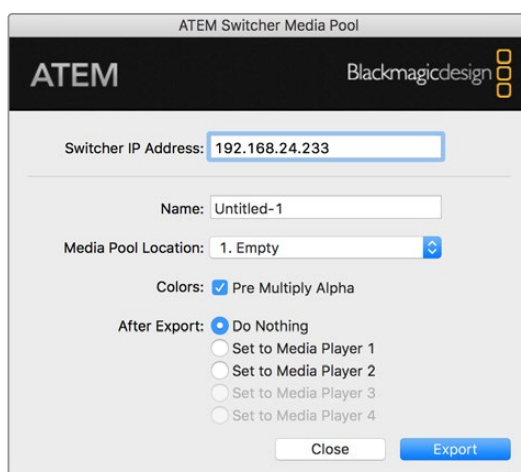 ATEM Switcher Media Pool
ATEM
Blackmagicdesign
Switcher IP Address: 192.168.24.233
Name: Untitled-1
Media Pool Location: 1. Empty
Colors: Pre Multiply Alpha
After Export: Do Nothing
Set to Media Player 1
Set to Media Player 2
Set to Media Player 3
Set to Media Player 4
Close Export